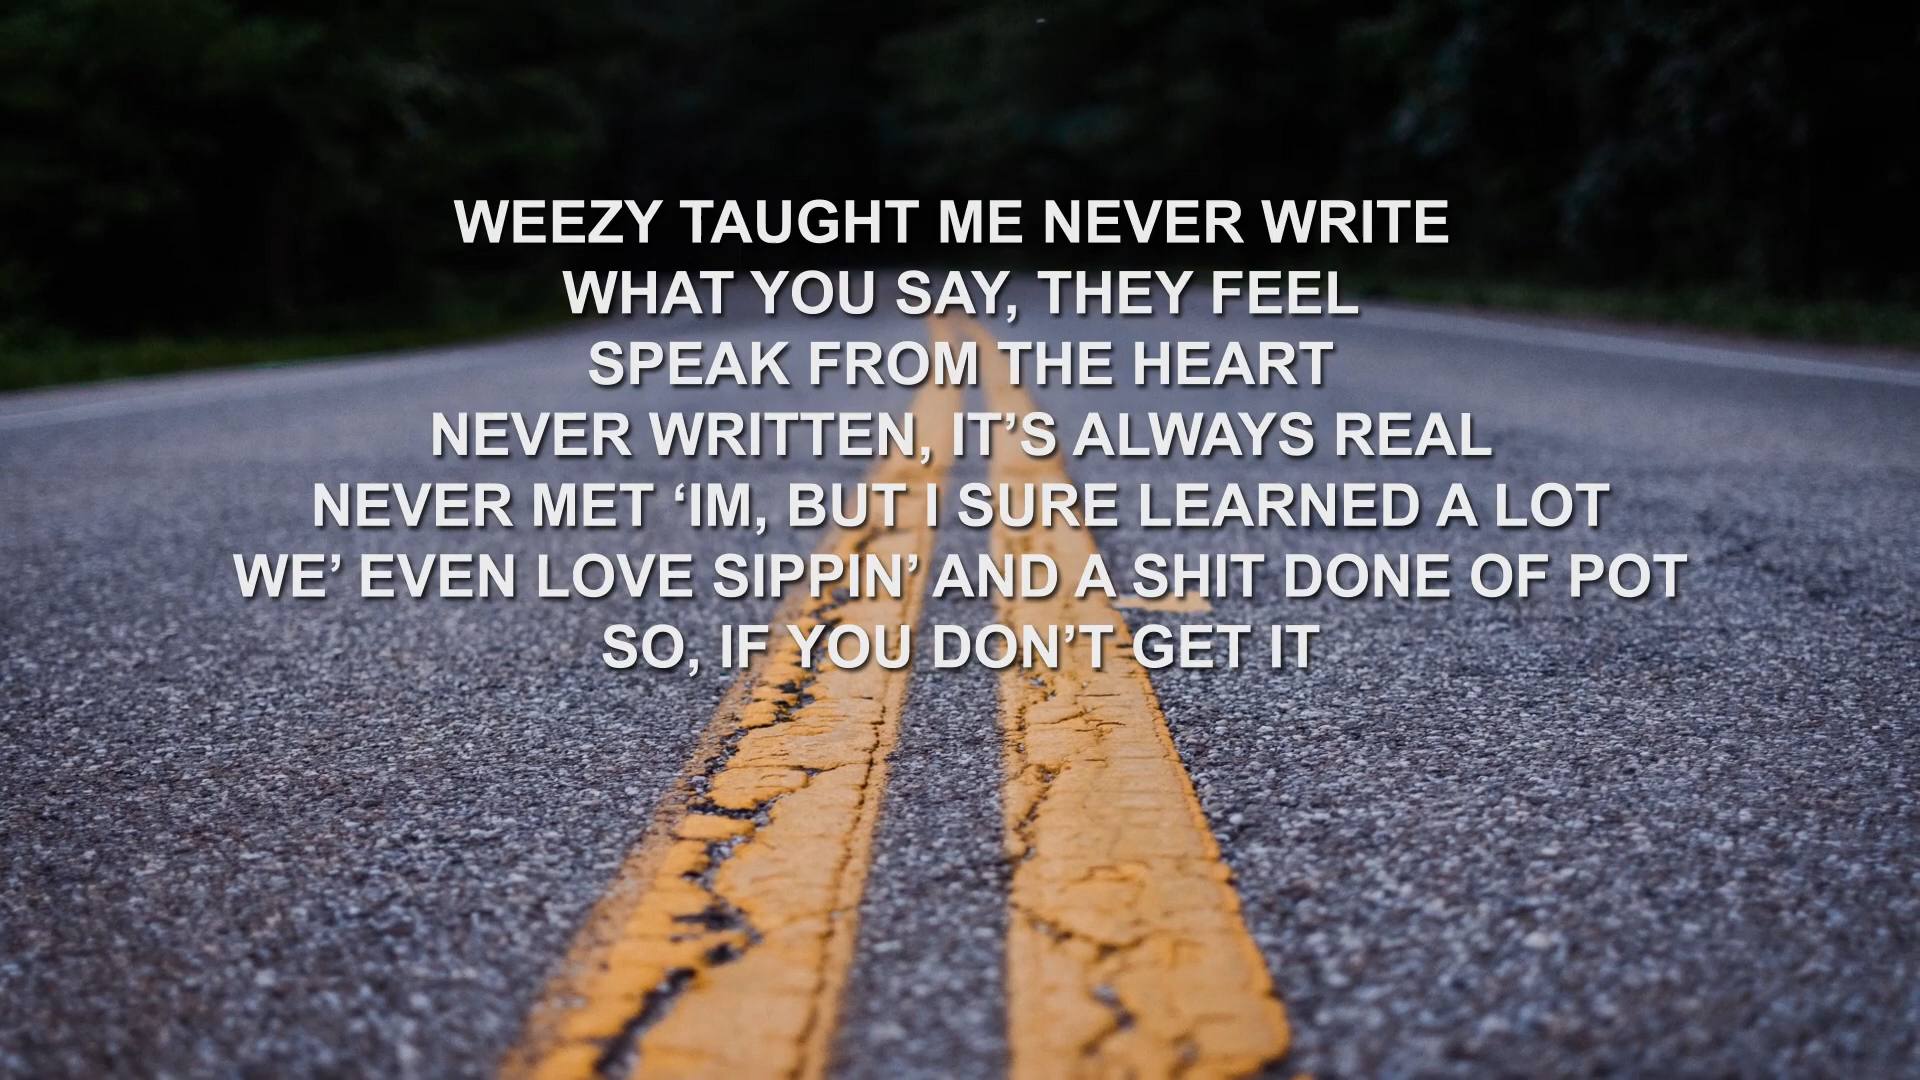 WEEZY TAUGHT ME NEVER WRITE
WHAT YOU SAY, THEY FEEL
SPEAK FROM THE HEART
NEVER WRITTEN, IT’S ALWAYS REAL
NEVER MET ‘IM, BUT I SURE LEARNED A LOT
WE’ EVEN LOVE SIPPIN’ AND A SHIT DONE OF POT
SO, IF YOU DON’T GET IT